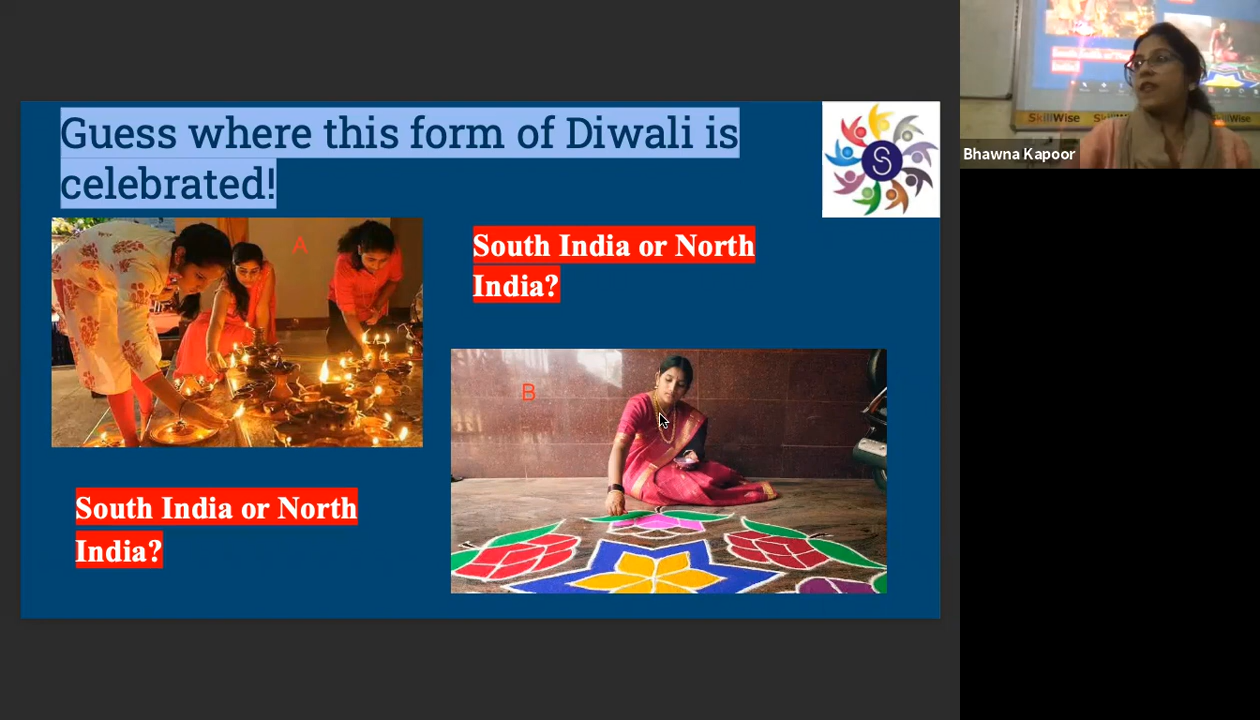 Guess where this form of Diwali is
celebrated!
S
A
South India or North
India?
B
South India or North
India?
Bhawna Kapoor
SkillWise